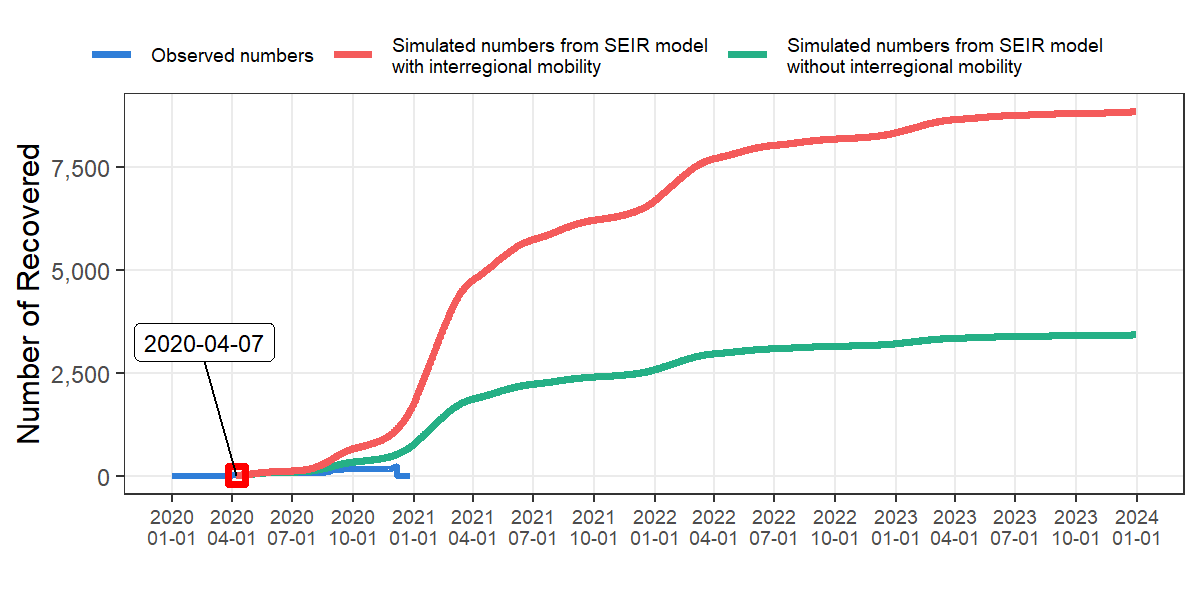 Observed numbers
Simulated numbers from SEIR model
with interregional mobility
Simulated numbers from SEIR model
without interregional mobility
Number of Recovered
7,500
5,000
2,500
0
2020-04-07
2020 2020 2020 2020 2021 2021 2021 2021 2022 2022 2022 2022 2023 2023 2023 2023 2024
01-01 04-01 07-01 10-01 01-01 04-01 07-01 10-01 01-01 04-01 07-01 10-01 01-01 04-01 07-01 10-01 01-01